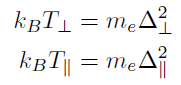 k_B T_⊥ = m_e Δ_⊥^2
k_B T_∥ = m_e Δ_∥^2